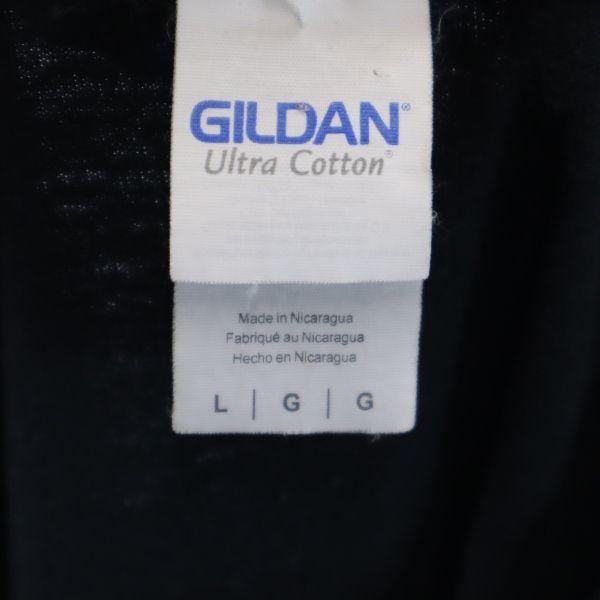 GILDAN®
Ultra Cotton®
Made in Nicaragua
Fabriqué au Nicaragua
Hecho en Nicaragua
L | G | G